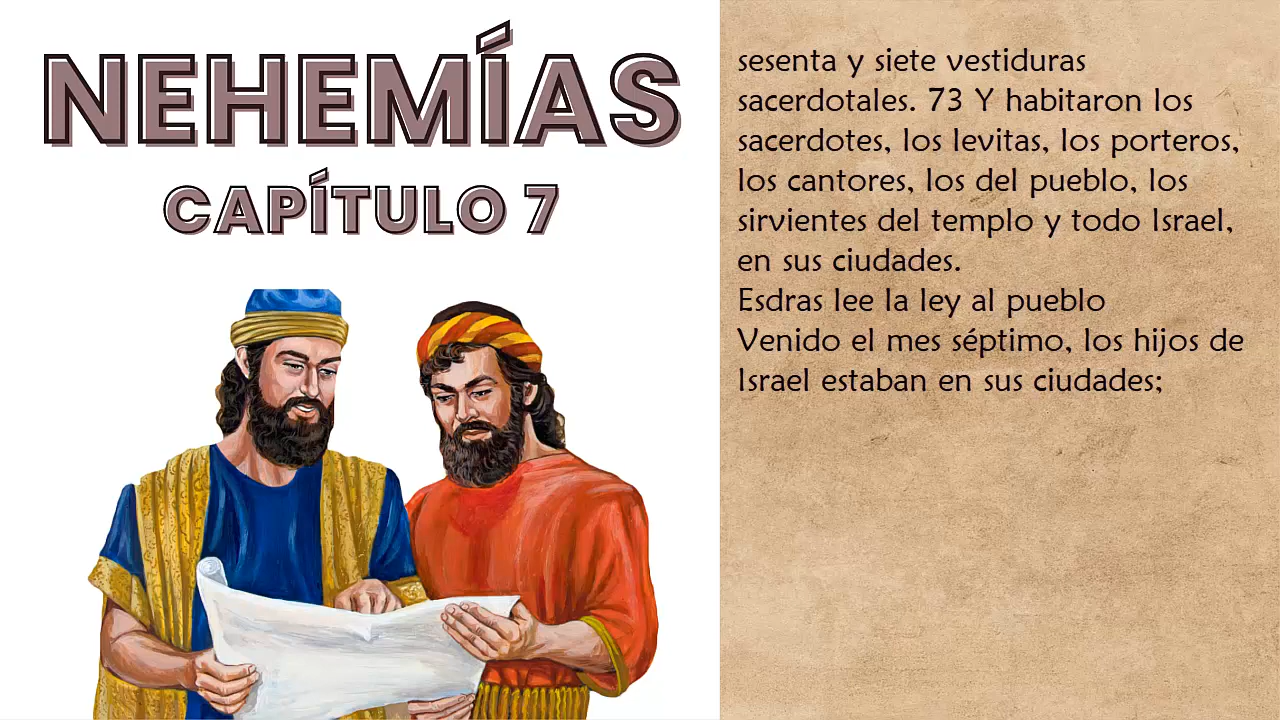 NEHEMÍAS
CAPÍTULO 7
sesenta y siete vestiduras
sacerdotales. 73 Y habitaron los
sacerdotes, los levitas, los porteros,
los cantores, los del pueblo, los
sirvientes del templo y todo Israel,
en sus ciudades.
Esdras lee la ley al pueblo
Venido el mes séptimo, los hijos de
Israel estaban en sus ciudades;